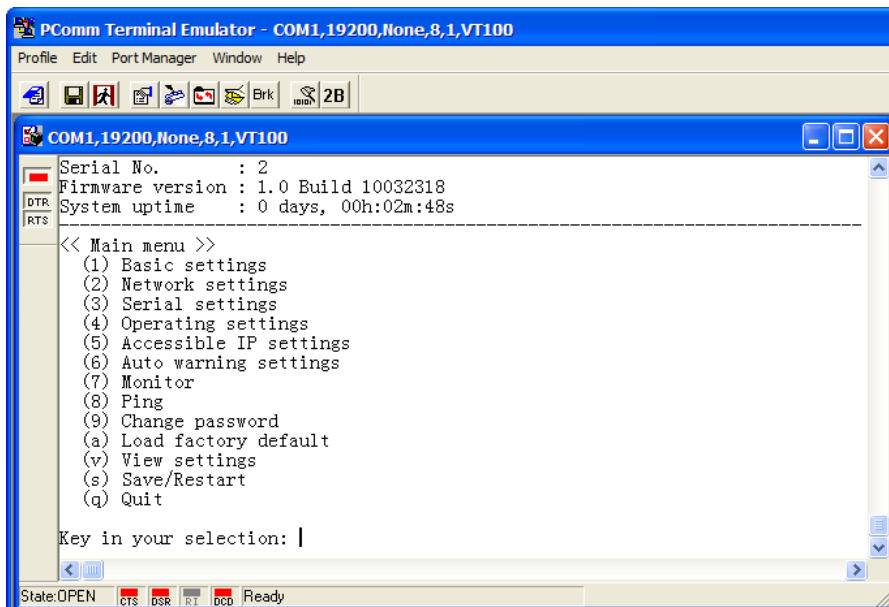 PComm Terminal Emulator - COM1,19200,None,8,1,VT100
Profile Edit Port Manager Window Help
Brk 2B
COM1,19200,None,8,1,VT100
Serial No. : 2
DTR
Firmware version : 1.0 Build 10032318
RTS
System uptime : 0 days, 00h:02m:48s
--------------------------------------------------------------------------------
<< Main menu >>
(1) Basic settings
(2) Network settings
(3) Serial settings
(4) Operating settings
(5) Accessible IP settings
(6) Auto warning settings
(7) Monitor
(8) Ping
(9) Change password
(a) Load factory default
(v) View settings
(s) Save/Restart
(q) Quit
Key in your selection:
State:OPEN CTS DSR RI DCD Ready